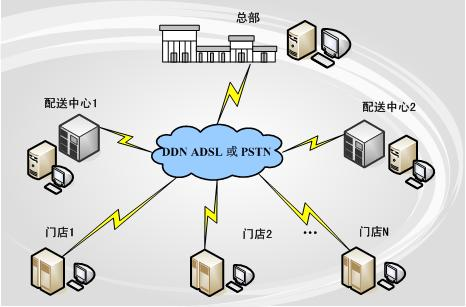 总部
配送中心1
配送中心2
DDN ADSL 或 PSTN
门店1
门店2
...
门店N